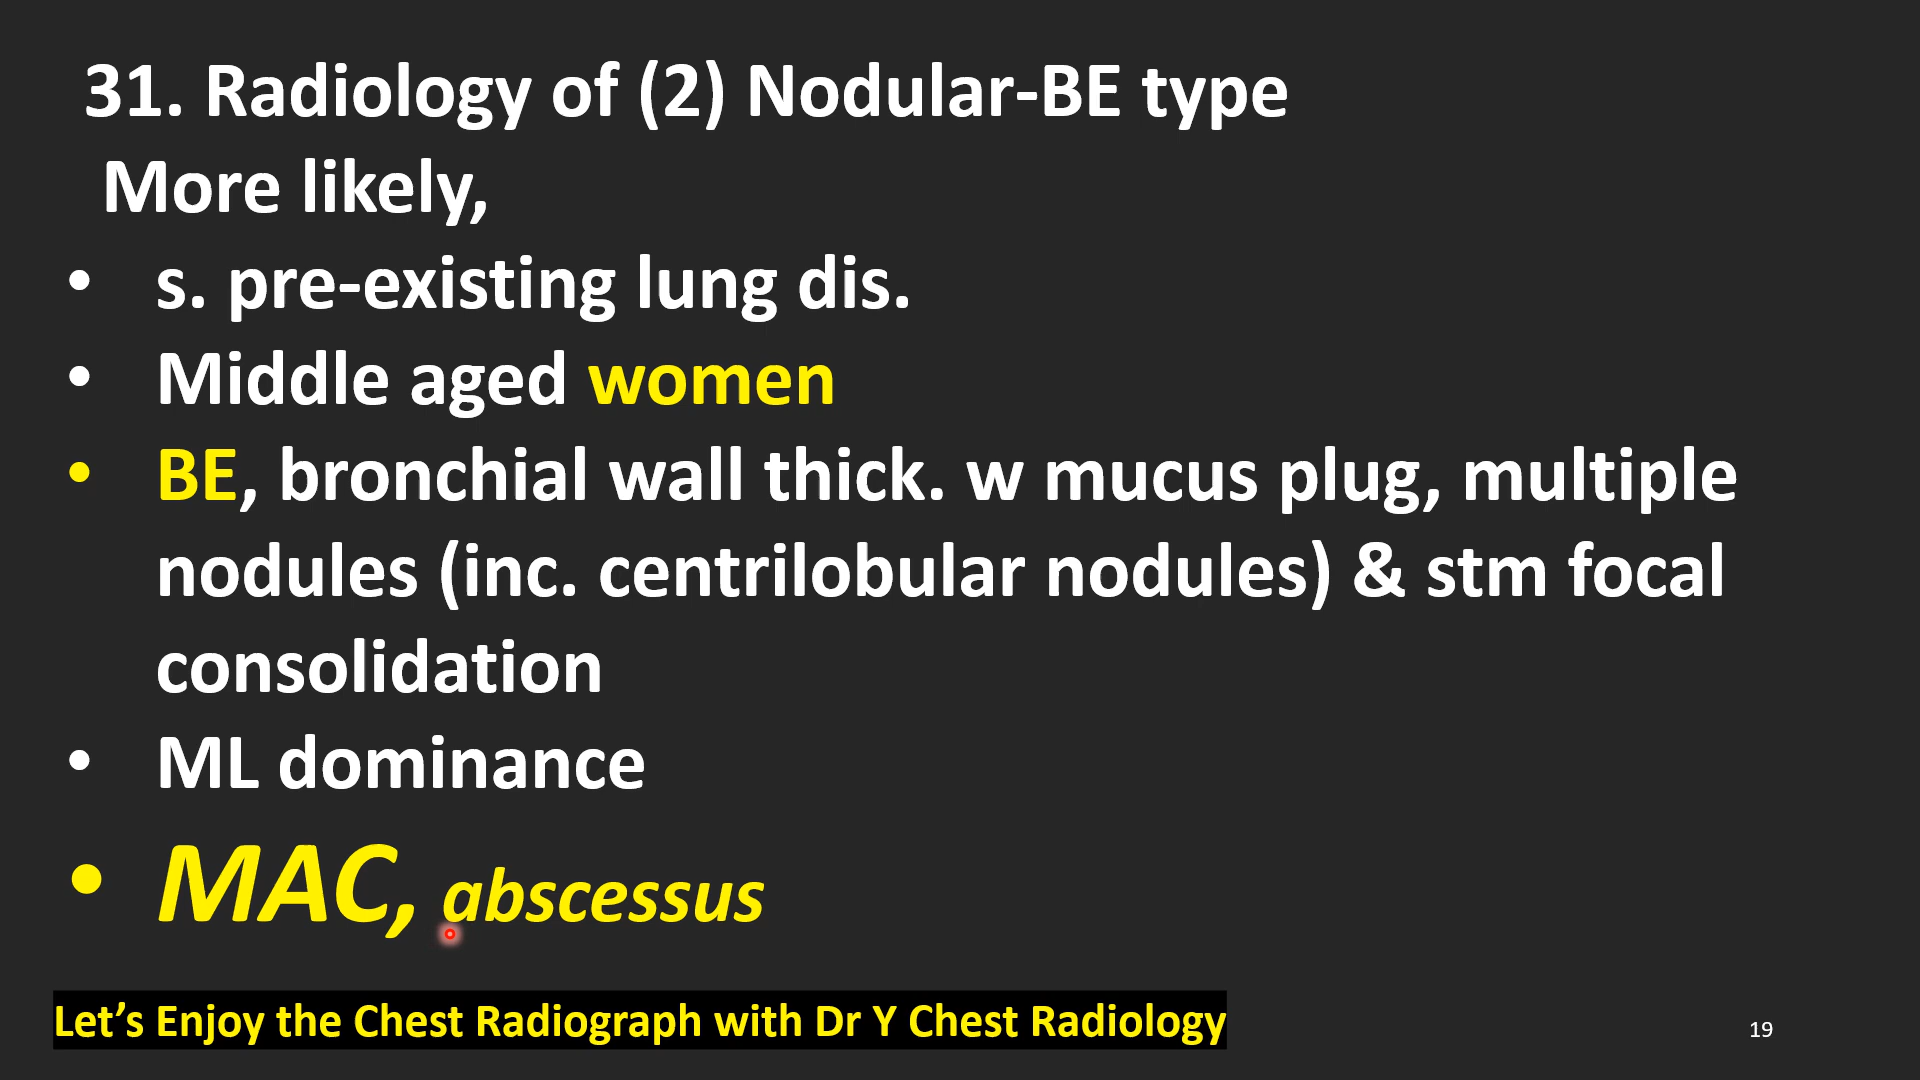 31. Radiology of (2) Nodular-BE type
More likely,
• s. pre-existing lung dis.
• Middle aged women
• BE, bronchial wall thick. w mucus plug, multiple
nodules (inc. centrilobular nodules) & stm focal
consolidation
• ML dominance
• MAC, abscessus
Let’s Enjoy the Chest Radiograph with Dr Y Chest Radiology
19